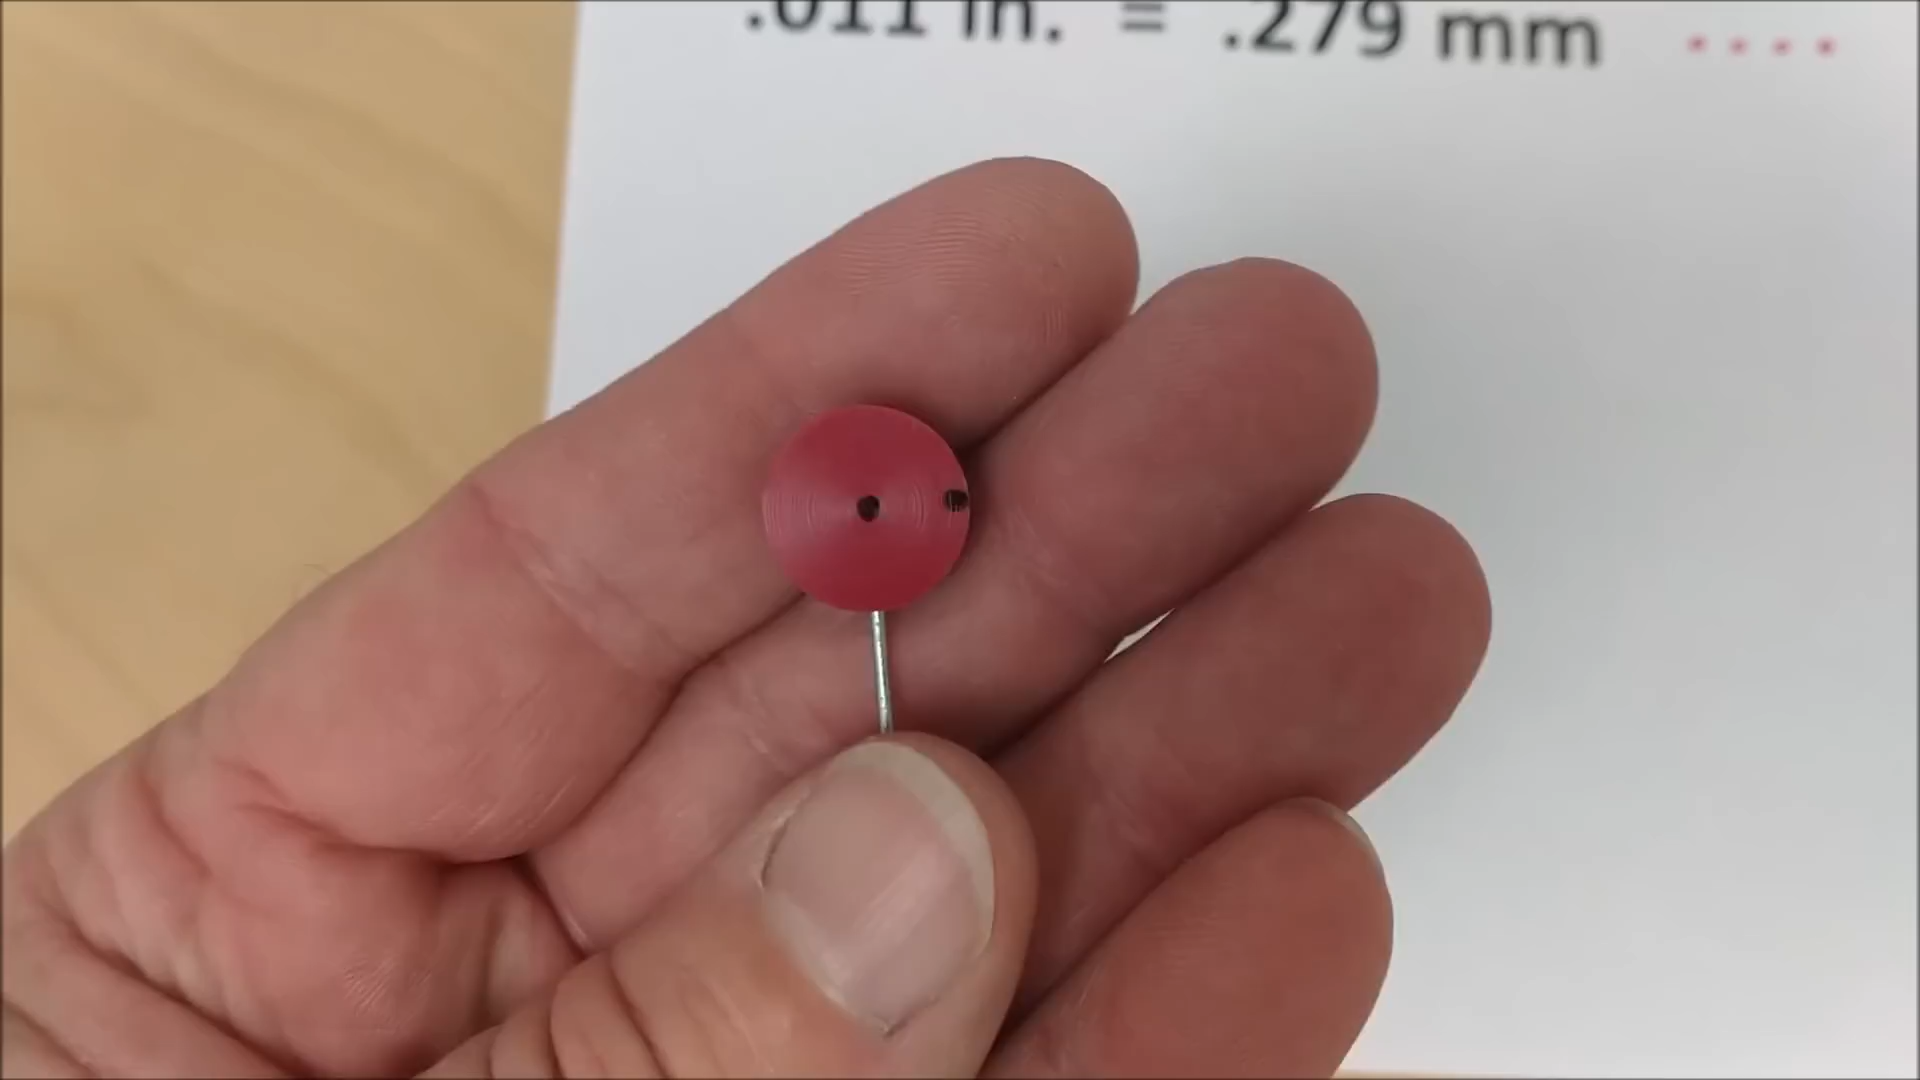 .011 in. = .279 mm ....